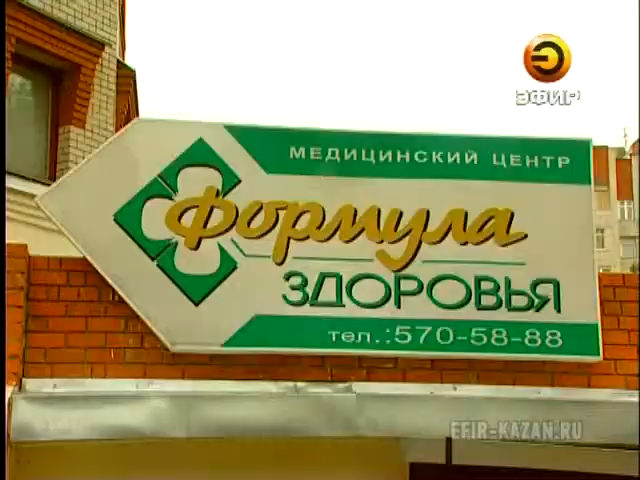 ЭФИР
МЕДИЦИНСКИЙ ЦЕНТР
Формула
ЗДОРОВЬЯ
тел.:570-58-88
EFIR-KAZAN.RU